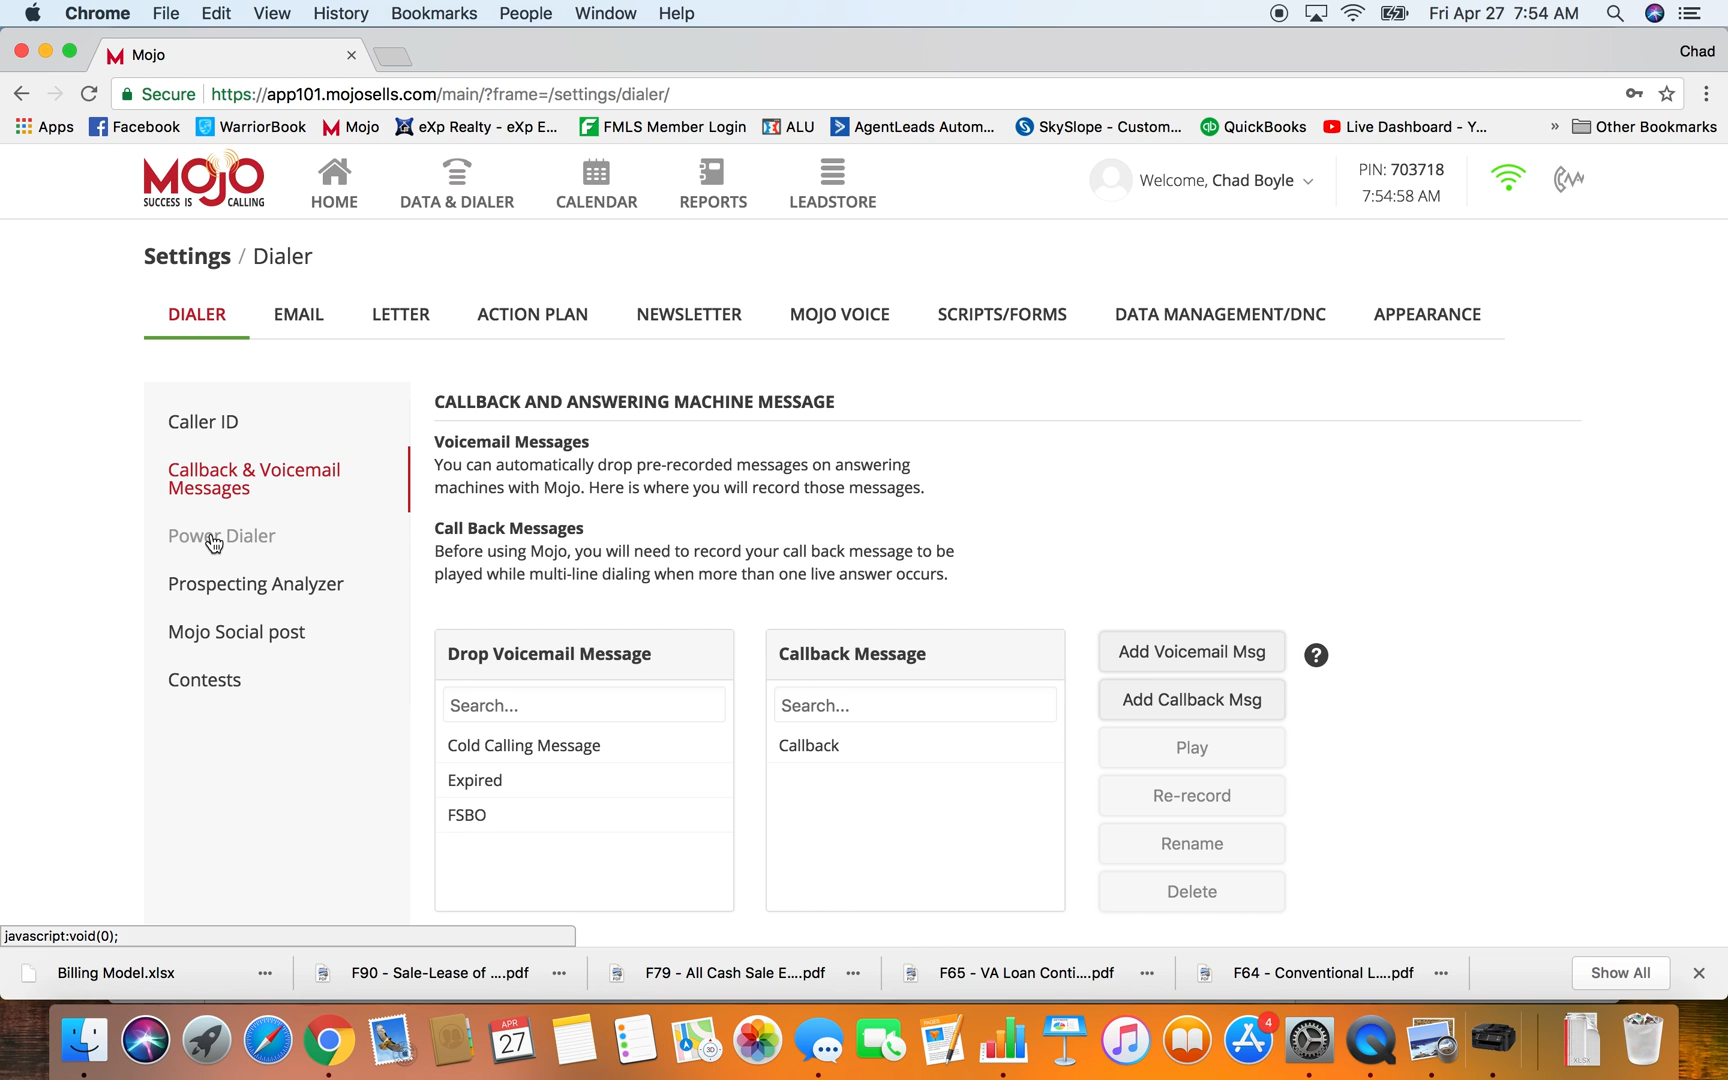 Chrome File Edit View History Bookmarks People Window Help Fri Apr 27 7:54 AM
Mojo Chad
Secure https://app101.mojosells.com/main/?frame=/settings/dialer/
Apps Facebook WarriorBook Mojo eXp Realty - eXp E... FMLS Member Login ALU AgentLeads Autom... SkySlope - Custom... QuickBooks Live Dashboard - Y... » Other Bookmarks
MOJO
SUCCESS IS CALLING
HOME DATA & DIALER CALENDAR REPORTS LEADSTORE
Welcome, Chad Boyle
PIN: 703718
7:54:58 AM
Settings / Dialer
DIALER EMAIL LETTER ACTION PLAN NEWSLETTER MOJO VOICE SCRIPTS/FORMS DATA MANAGEMENT/DNC APPEARANCE
Caller ID
Callback & Voicemail
Messages
Power Dialer
Prospecting Analyzer
Mojo Social post
Contests
CALLBACK AND ANSWERING MACHINE MESSAGE
Voicemail Messages
You can automatically drop pre-recorded messages on answering
machines with Mojo. Here is where you will record those messages.
Call Back Messages
Before using Mojo, you will need to record your call back message to be
played while multi-line dialing when more than one live answer occurs.
Drop Voicemail Message
Search...
Cold Calling Message
Expired
FSBO
Callback Message
Search...
Callback
Add Voicemail Msg ?
Add Callback Msg
Play
Re-record
Rename
Delete
javascript:void(0);
Billing Model.xlsx F90 - Sale-Lease of ....pdf F79 - All Cash Sale E....pdf F65 - VA Loan Conti....pdf F64 - Conventional L....pdf Show All
APR
27
3D
PAGES
4
XLSX